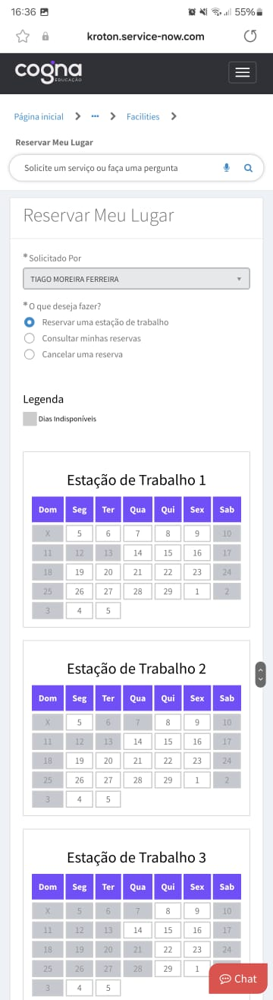 16:36 55%
kroton.service-now.com
cogna
EDUCAÇÃO
Página inicial > ••• > Facilities >
Reservar Meu Lugar
Solicite um serviço ou faça uma pergunta
Reservar Meu Lugar
* Solicitado Por
TIAGO MOREIRA FERREIRA
* O que deseja fazer?
Reservar uma estação de trabalho
Consultar minhas reservas
Cancelar uma reserva
Legenda
Dias Indisponíveis
Estação de Trabalho 1
Dom Seg Ter Qua Qui Sex Sab
X 5 6 7 8 9 10
11 12 13 14 15 16 17
18 19 20 21 22 23 24
25 26 27 28 29 1 2
3 4 5
Estação de Trabalho 2
Dom Seg Ter Qua Qui Sex Sab
X 5 6 7 8 9 10
11 12 13 14 15 16 17
18 19 20 21 22 23 24
25 26 27 28 29 1 2
3 4 5
Estação de Trabalho 3
Dom Seg Ter Qua Qui Sex Sab
X 5 6 7 8 9 10
11 12 13 14 15 16 17
18 19 20 21 22 23 24
25 26 27 28 29 1
3 4 5
Chat